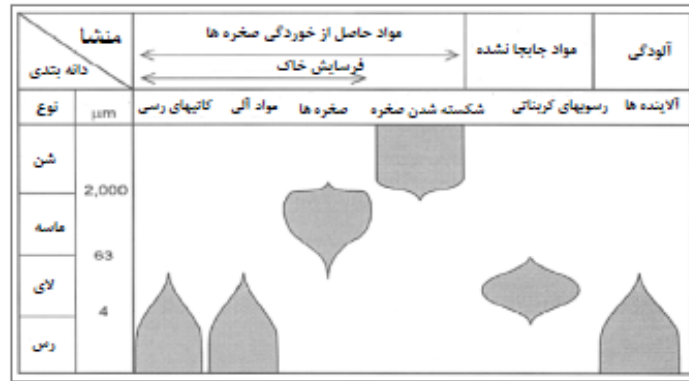 منشا
دانه بندی
مواد حاصل از خوردگی صخره ها
فرسایش خاک
مواد جابجا نشده
آلودگی
نوع
μm
کانیهای رسی
مواد آلی
صخره ها
شکسته شدن صخره
رسوبهای کربناتی
آلاینده ها
شن
2,000
ماسه
63
لای
4
رس